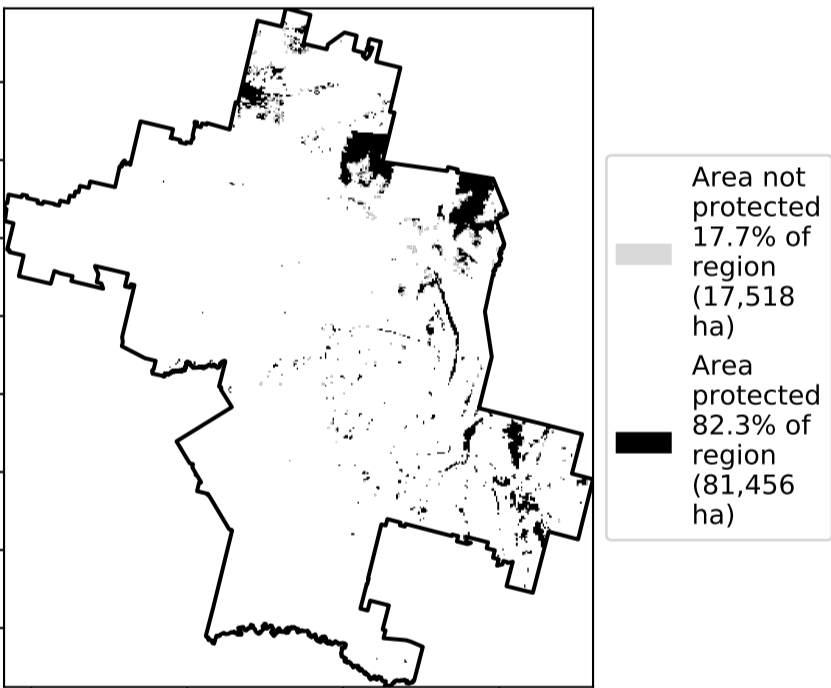 Area not
protected
17.7% of
region
(17,518
ha)
Area
protected
82.3% of
region
(81,456
ha)